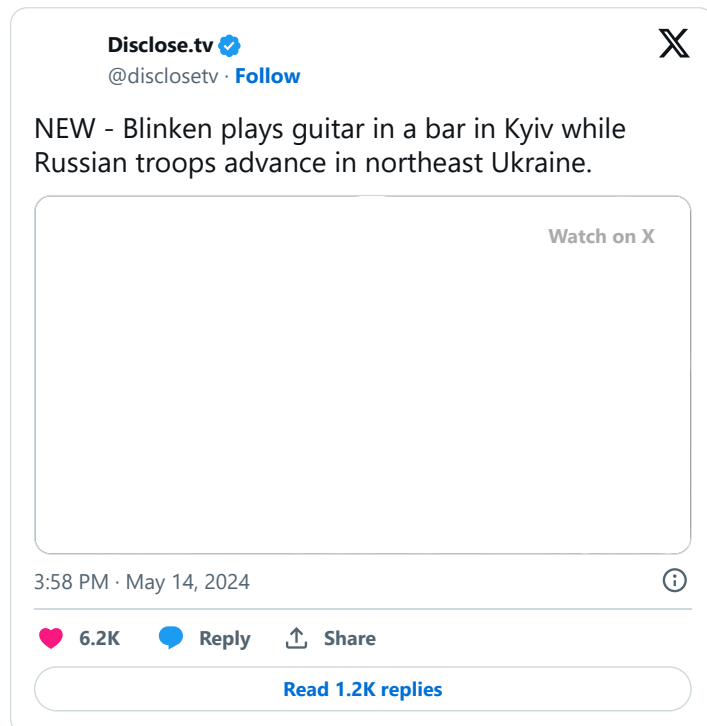 Disclose.tv
@disclosetv · Follow
NEW - Blinken plays guitar in a bar in Kyiv while
Russian troops advance in northeast Ukraine.
Watch on X
3:58 PM · May 14, 2024
6.2K Reply Share
Read 1.2K replies